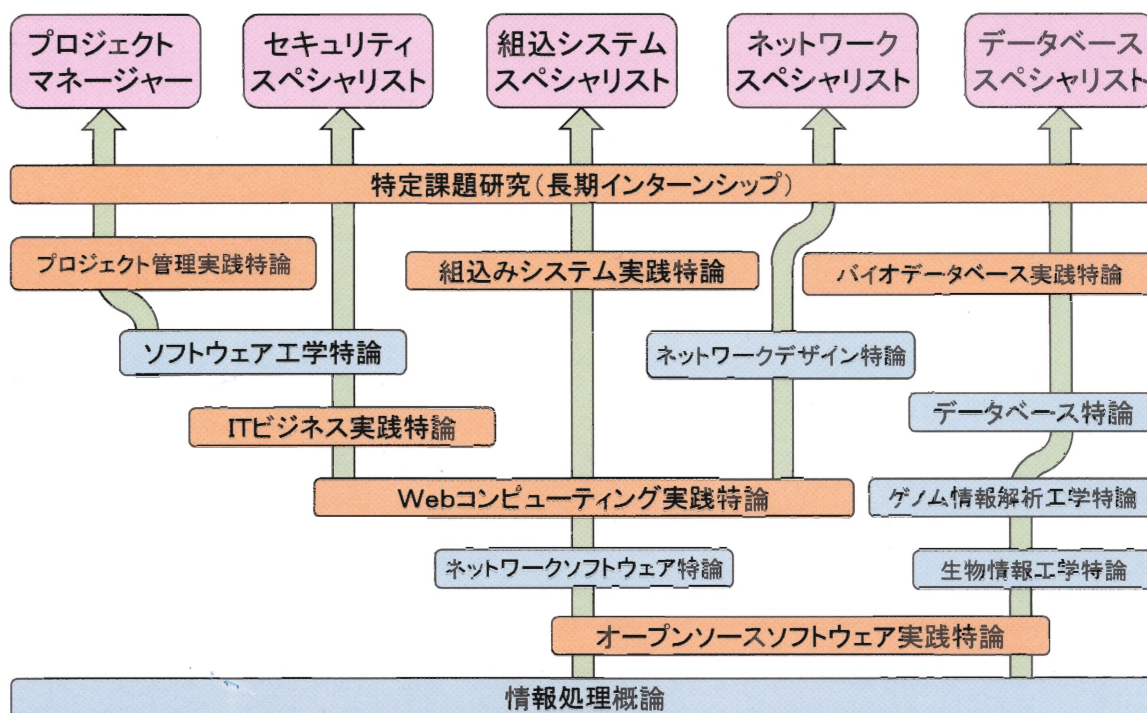 プロジェクト
マネージャー
セキュリティ
スペシャリスト
組込システム
スペシャリスト
ネットワーク
スペシャリスト
データベース
スペシャリスト
特定課題研究(長期インターンシップ)
プロジェクト管理実践特論
組込みシステム実践特論
バイオデータベース実践特論
ソフトウェア工学特論
ネットワークデザイン特論
データベース特論
ITビジネス実践特論
Webコンピューティング実践特論
ゲノム情報解析工学特論
ネットワークソフトウェア特論
生物情報工学特論
オープンソースソフトウェア実践特論
情報処理概論